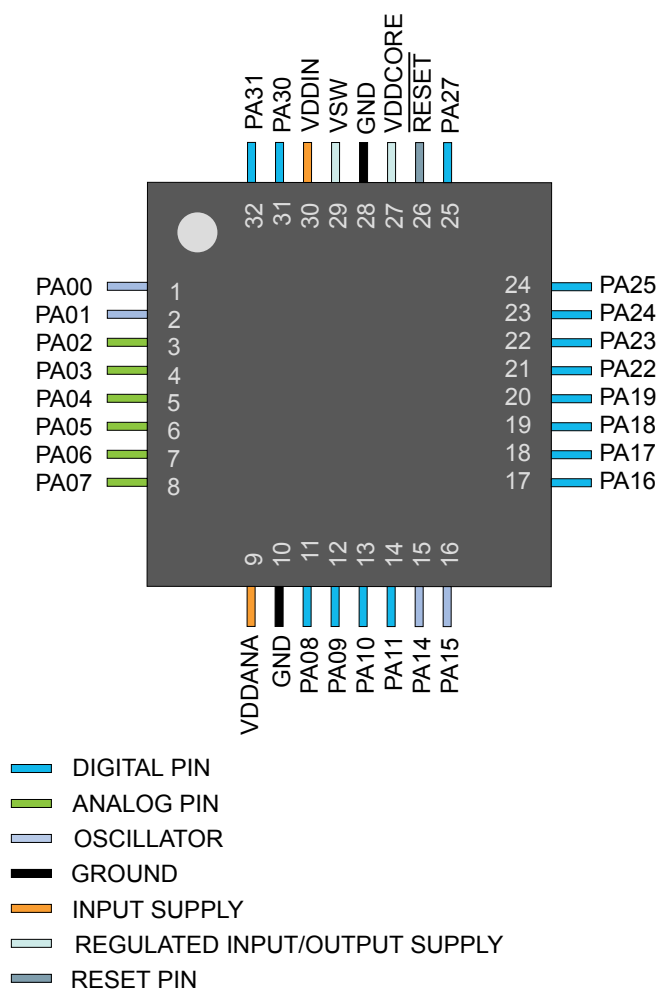 PA31
PA30
VDDIN
VSW
GND
VDDCORE
RESET
PA27
32
31
30
29
28
27
26
25
PA00
1
PA01
2
PA02
3
PA03
4
PA04
5
PA05
6
PA06
7
PA07
8
24
PA25
23
PA24
22
PA23
21
PA22
20
PA19
19
PA18
18
PA17
17
PA16
9
10
11
12
13
14
15
16
VDDANA
GND
PA08
PA09
PA10
PA11
PA14
PA15
DIGITAL PIN
ANALOG PIN
OSCILLATOR
GROUND
INPUT SUPPLY
REGULATED INPUT/OUTPUT SUPPLY
RESET PIN